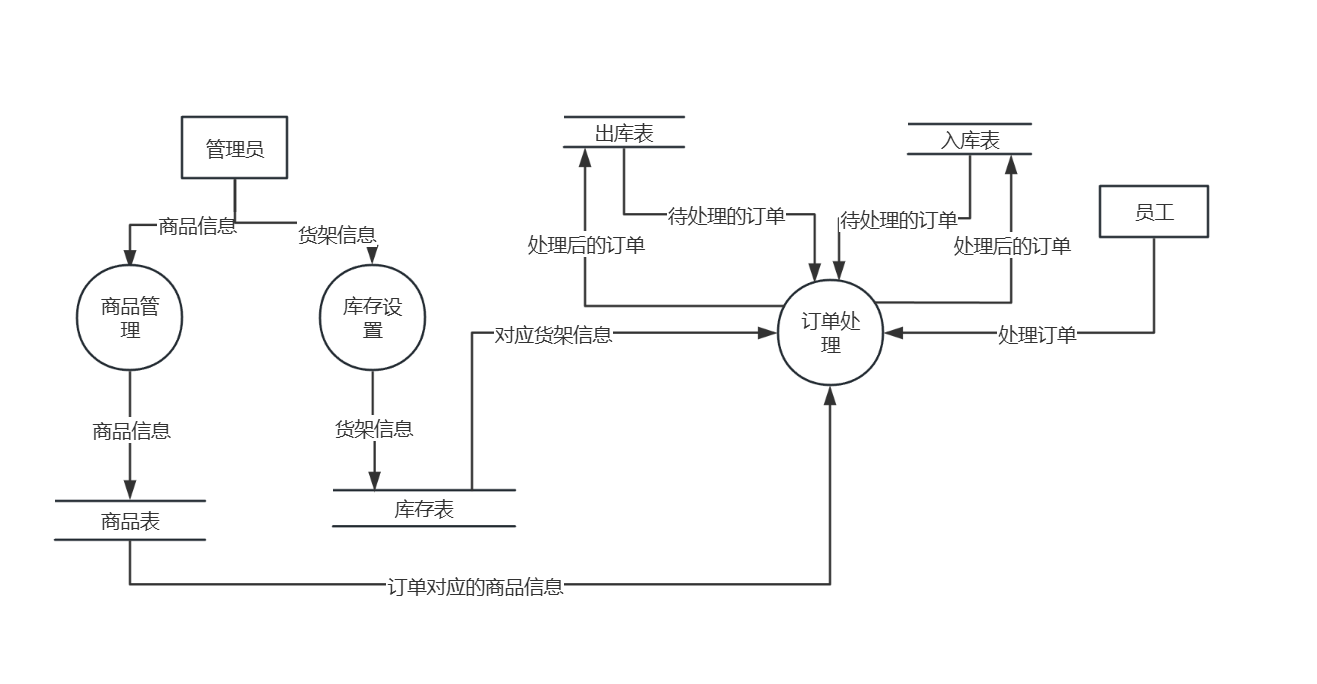 管理员
出库表
入库表
员工
商品信息
货架信息
待处理的订单
待处理的订单
处理后的订单
处理后的订单
商品管
理
库存设
置
订单处
理
对应货架信息
处理订单
商品信息
货架信息
商品表
库存表
订单对应的商品信息